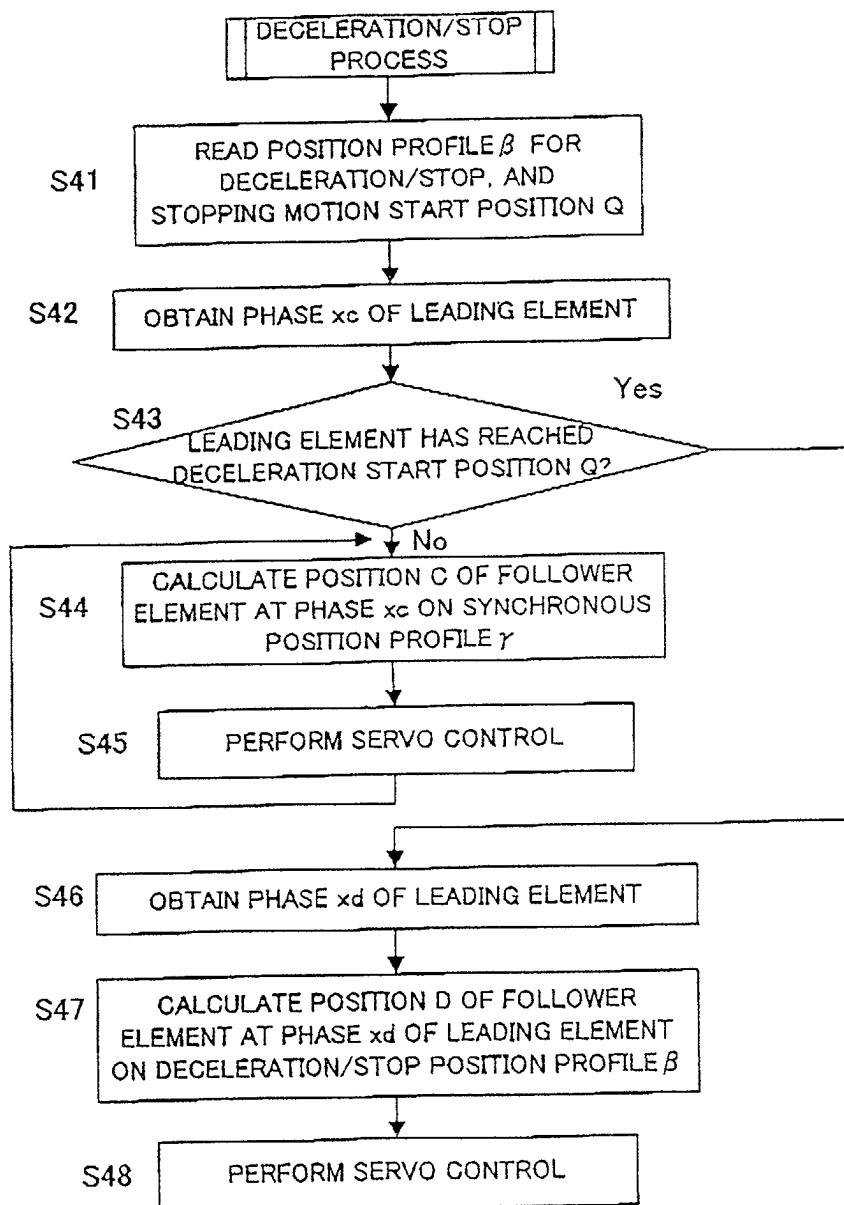 DECELERATION/STOP
PROCESS
S41
READ POSITION PROFILE β FOR
DECELERATION/STOP, AND
STOPPING MOTION START POSITION Q
S42
OBTAIN PHASE xc OF LEADING ELEMENT
Yes
S43
LEADING ELEMENT HAS REACHED
DECELERATION START POSITION Q?
No
S44
CALCULATE POSITION C OF FOLLOWER
ELEMENT AT PHASE xc ON SYNCHRONOUS
POSITION PROFILE γ
S45
PERFORM SERVO CONTROL
S46
OBTAIN PHASE xd OF LEADING ELEMENT
S47
CALCULATE POSITION D OF FOLLOWER
ELEMENT AT PHASE xd OF LEADING ELEMENT
ON DECELERATION/STOP POSITION PROFILE β
S48
PERFORM SERVO CONTROL